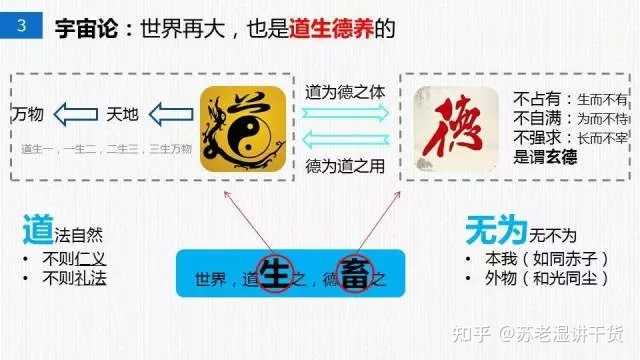 3
宇宙论：世界再大，也是道生德养的
万物
天地
道生一，一生二，二生三，三生万物
道为德之体
德为道之用
德
不占有：生而不有
不自满：为而不恃
不强求：长而不宰
是谓玄德
道法自然
不则仁义
不则礼法
世界，道生之，德畜之
无为无不为
本我（如同赤子）
外物（和光同尘）
知乎 @苏老湿讲干货